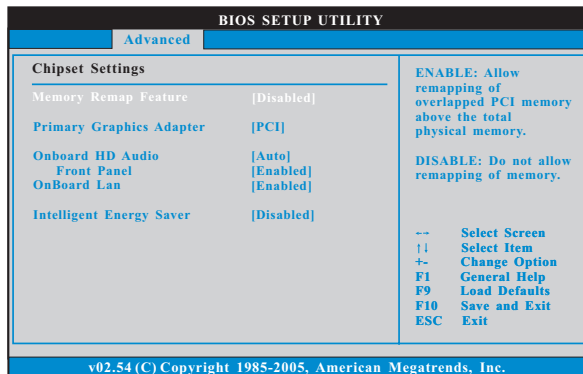 BIOS SETUP UTILITY
Advanced
Chipset Settings
Memory Remap Feature [Disabled]
Primary Graphics Adapter [PCI]
Onboard HD Audio [Auto]
Front Panel [Enabled]
OnBoard Lan [Enabled]
Intelligent Energy Saver [Disabled]
ENABLE: Allow
remapping of
overlapped PCI memory
above the total
physical memory.
DISABLE: Do not allow
remapping of memory.
←→ Select Screen
↑↓ Select Item
+- Change Option
F1 General Help
F9 Load Defaults
F10 Save and Exit
ESC Exit
v02.54 (C) Copyright 1985-2005, American Megatrends, Inc.